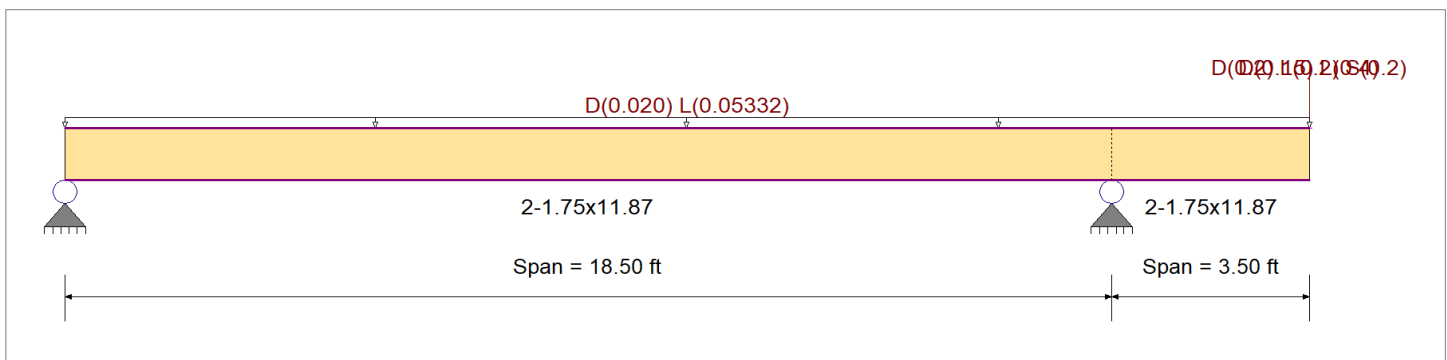 D(0.020) L(0.05332)
2-1.75x11.87
2-1.75x11.87
Span = 18.50 ft
Span = 3.50 ft